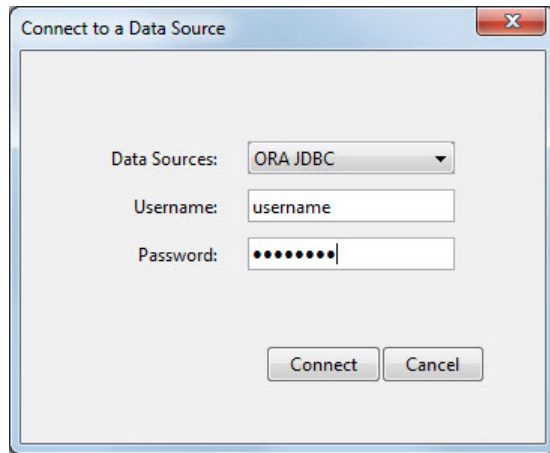 Connect to a Data Source
Data Sources: ORA JDBC
Username: username
Password: ••••••••
Connect Cancel